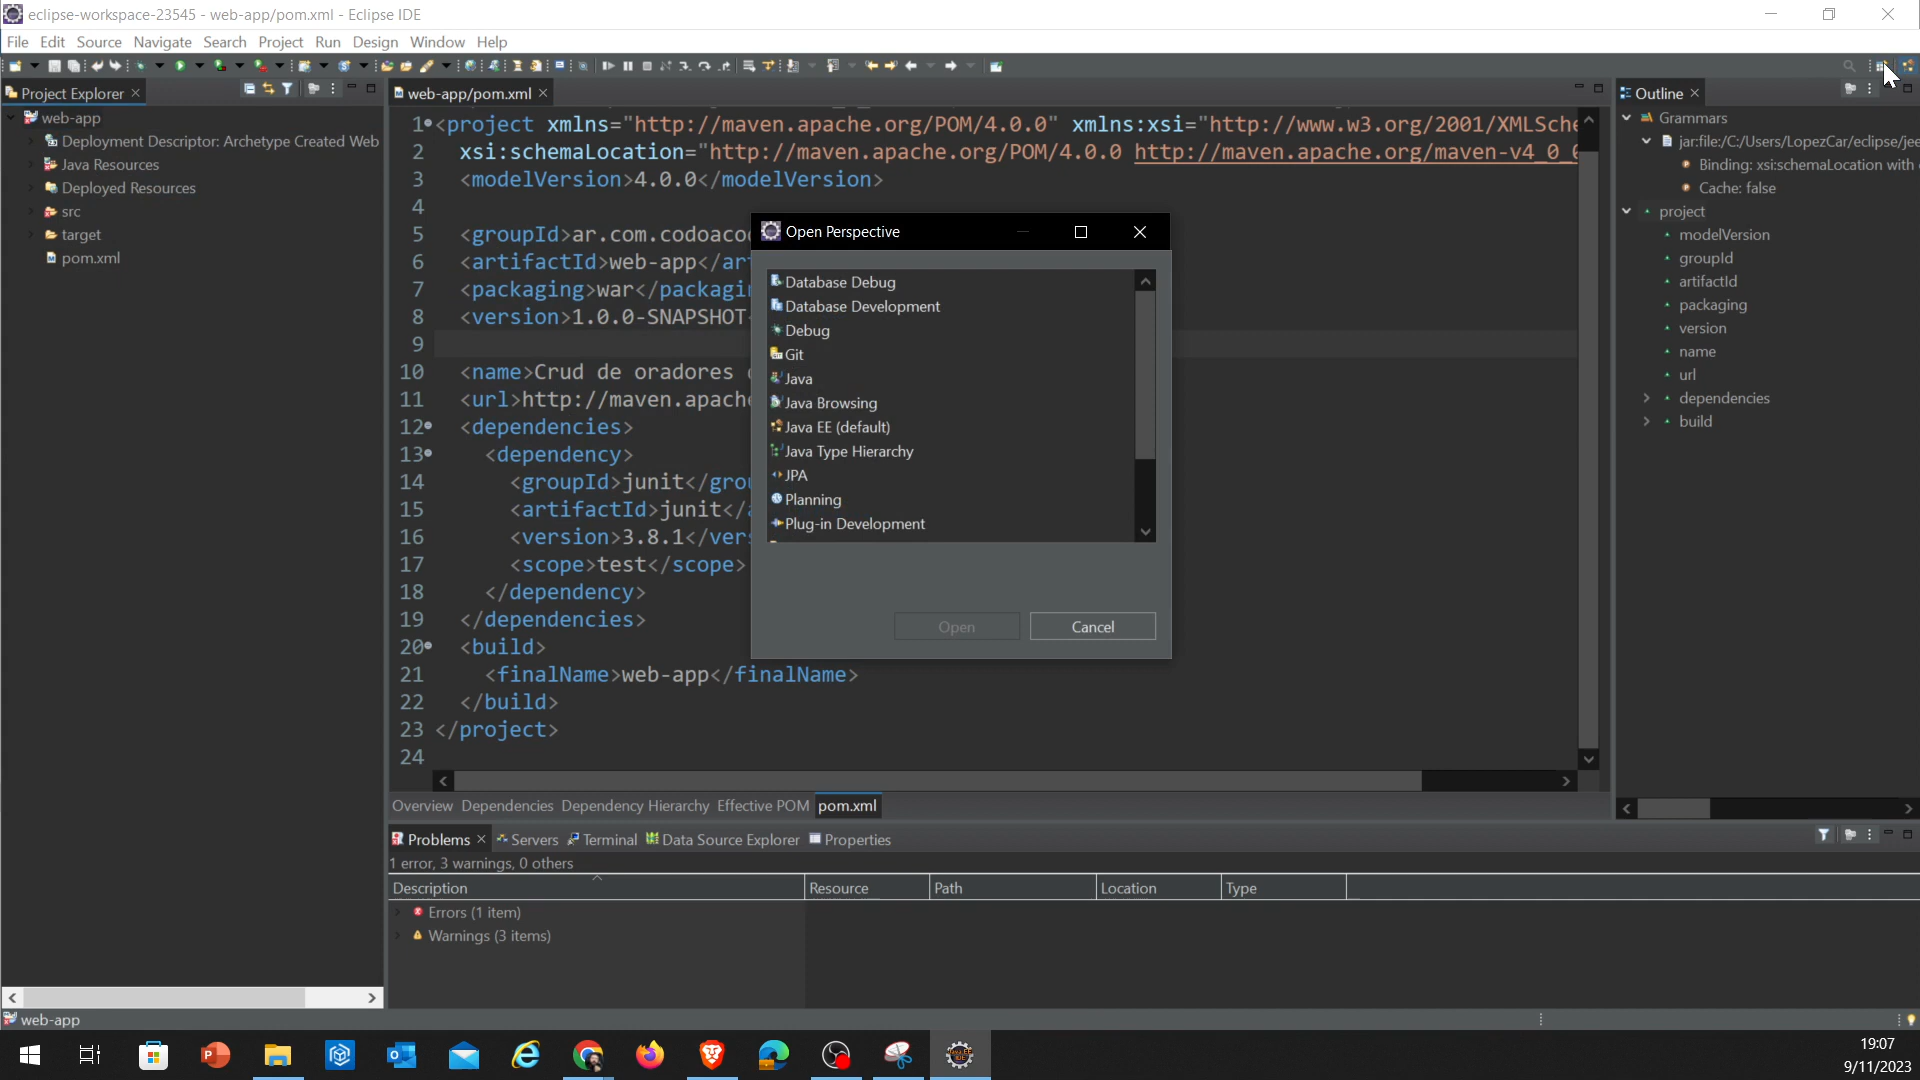 eclipse-workspace-23545 - web-app/pom.xml - Eclipse IDE
File Edit Source Navigate Search Project Run Design Window Help
Project Explorer
web-app
Deployment Descriptor: Archetype Created Web
Java Resources
Deployed Resources
src
target
pom.xml
web-app/pom.xml
1 <project xmlns="http://maven.apache.org/POM/4.0.0" xmlns:xsi="http://www.w3.org/2001/XMLSche
2 xsi:schemaLocation="http://maven.apache.org/POM/4.0.0 http://maven.apache.org/maven-v4_0_0
3 <modelVersion>4.0.0</modelVersion>
4
5 <groupId>ar.com.codoaco
6 <artifactId>web-app</ar
7 <packaging>war</packagi
8 <version>1.0.0-SNAPSHOT
9
10 <name>Crud de oradores
11 <url>http://maven.apach
12 <dependencies>
13 <dependency>
14 <groupId>junit</grou
15 <artifactId>junit</
16 <version>3.8.1</vers
17 <scope>test</scope>
18 </dependency>
19 </dependencies>
20 <build>
21 <finalName>web-app</finalName>
22 </build>
23 </project>
24
Overview Dependencies Dependency Hierarchy Effective POM pom.xml
Open Perspective
Database Debug
Database Development
Debug
Git
Java
Java Browsing
Java EE (default)
Java Type Hierarchy
JPA
Planning
Plug-in Development
Open Cancel
Outline
Grammars
jar:file:/C:/Users/LopezCar/eclipse/jee
Binding: xsi:schemaLocation with
Cache: false
project
modelVersion
groupId
artifactId
packaging
version
name
url
dependencies
build
Problems Servers Terminal Data Source Explorer Properties
1 error, 3 warnings, 0 others
Description Resource Path Location Type
Errors (1 item)
Warnings (3 items)
web-app
19:07
9/11/2023